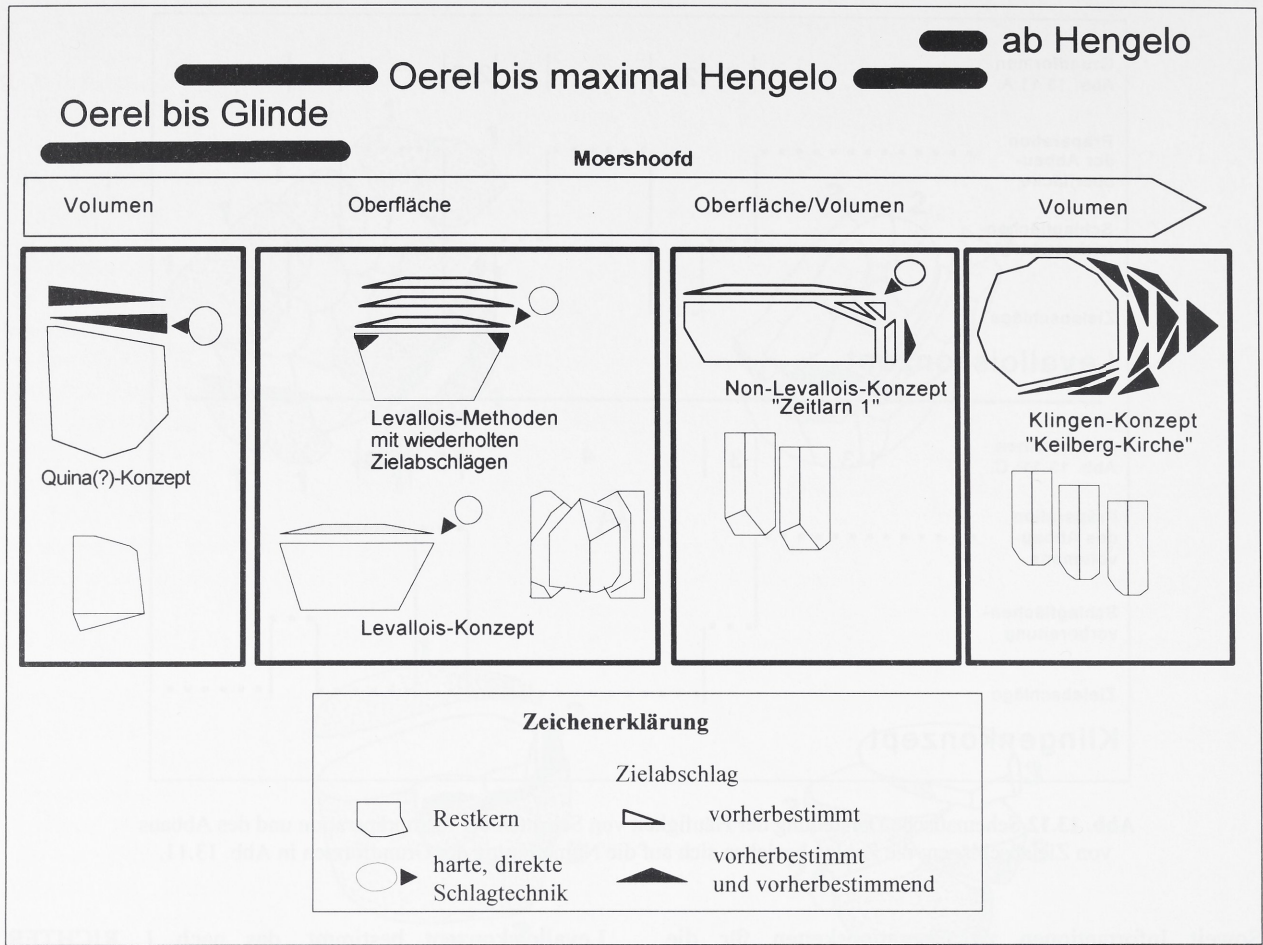 ab Hengelo
Oerel bis maximal Hengelo
Oerel bis Glinde
Moershoofd
Volumen
Oberfläche
Oberfläche/Volumen
Volumen
Quina(?)-Konzept
Levallois-Methoden
mit wiederholten
Zielabschlägen
Levallois-Konzept
Non-Levallois-Konzept
"Zeitlarn 1"
Klingen-Konzept
"Keilberg-Kirche"
Zeichenerklärung
Zielabschlag
Restkern
vorherbestimmt
harte, direkte
Schlagtechnik
vorherbestimmt
und vorherbestimmend